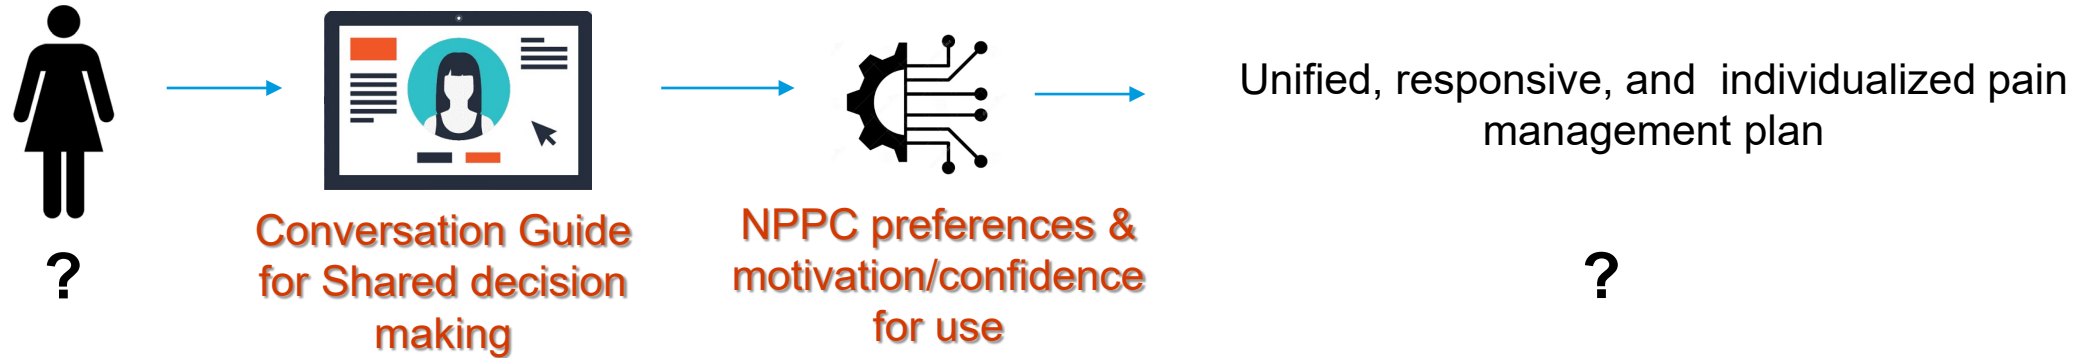 Unified, responsive, and  individualized pain
management plan
Conversation Guide
for Shared decision
making
NPPC preferences &
motivation/confidence
for use
?
?